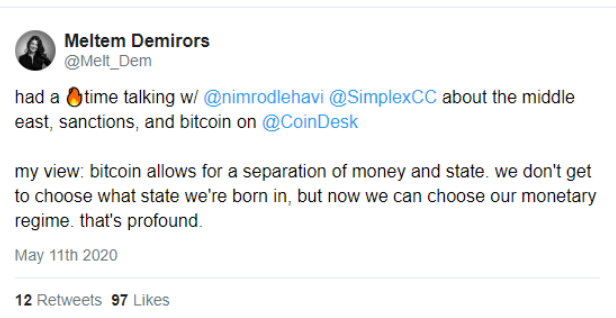 Meltem Demirors
@Melt_Dem
had a 🔥time talking w/ @nimrodlehavi @SimplexCC about the middle
east, sanctions, and bitcoin on @CoinDesk
my view: bitcoin allows for a separation of money and state. we don't get
to choose what state we're born in, but now we can choose our monetary
regime. that's profound.
May 11th 2020
12 Retweets 97 Likes